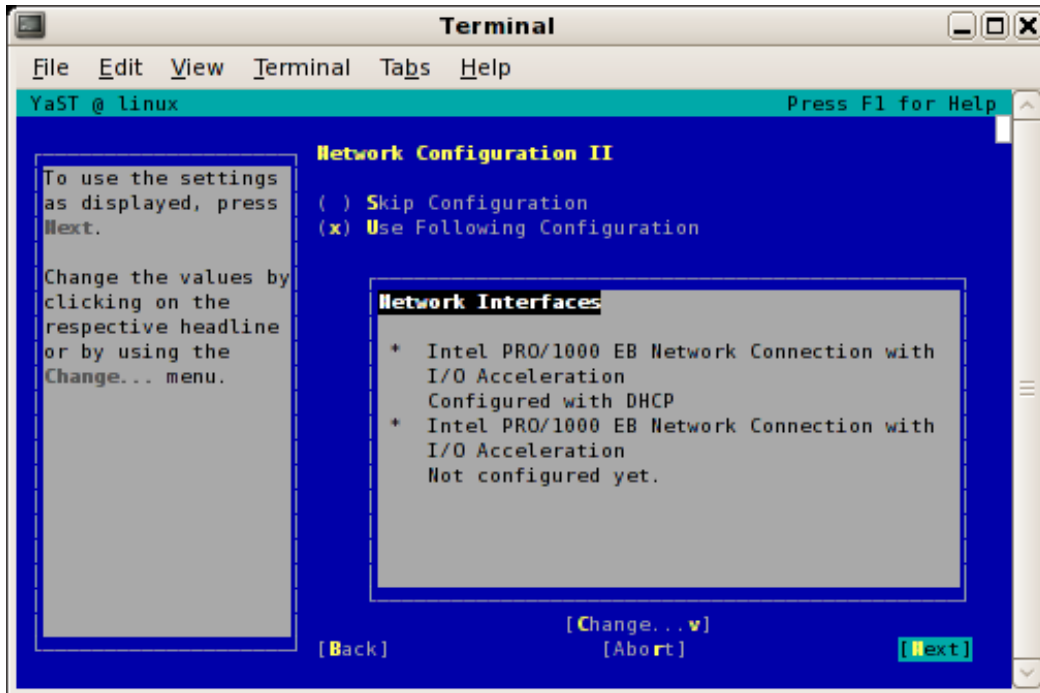 Terminal
File Edit View Terminal Tabs Help
YaST @ linux Press F1 for Help
To use the settings
as displayed, press
Next.
Change the values by
clicking on the
respective headline
or by using the
Change... menu.
Network Configuration II
( ) Skip Configuration
(x) Use Following Configuration
Network Interfaces
* Intel PRO/1000 EB Network Connection with
I/O Acceleration
Configured with DHCP
* Intel PRO/1000 EB Network Connection with
I/O Acceleration
Not configured yet.
[Change...v]
[Back] [Abort] [Next]